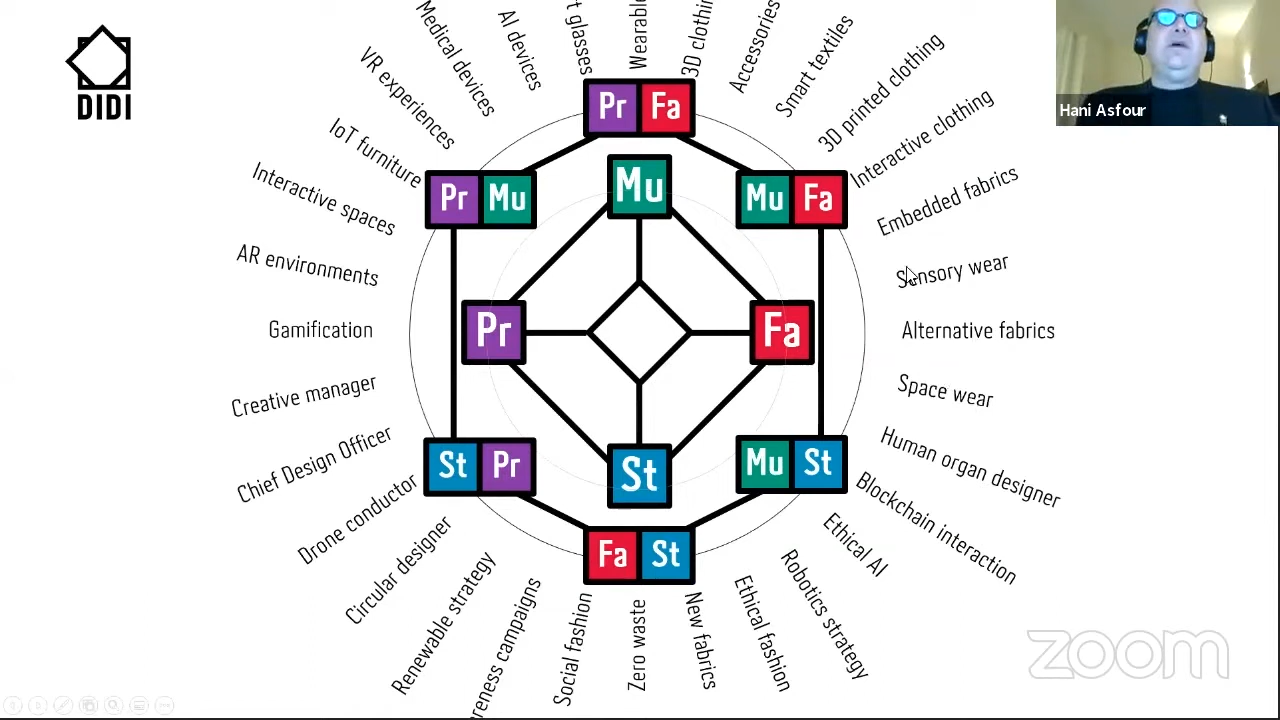 DIDI
Medical devices
AI devices
glasses
3D
Accessories
Smart textiles
3D printed clothing
Interactive clothing
Embedded fabrics
Sensory wear
Alternative fabrics
Space wear
Human organ designer
Blockchain interaction
Ethical AI
Robotics strategy
Ethical fashion
New fabrics
Zero waste
Social fashion
campaigns
Renewable strategy
Circular designer
Drone conductor
Chief Design Officer
Creative manager
Gamification
AR environments
Interactive spaces
IoT furniture
VR experiences
Pr Fa
Pr Mu
Mu
Mu Fa
Pr
Fa
St Pr
St
Mu St
Fa St
Hani Asfour
zoom